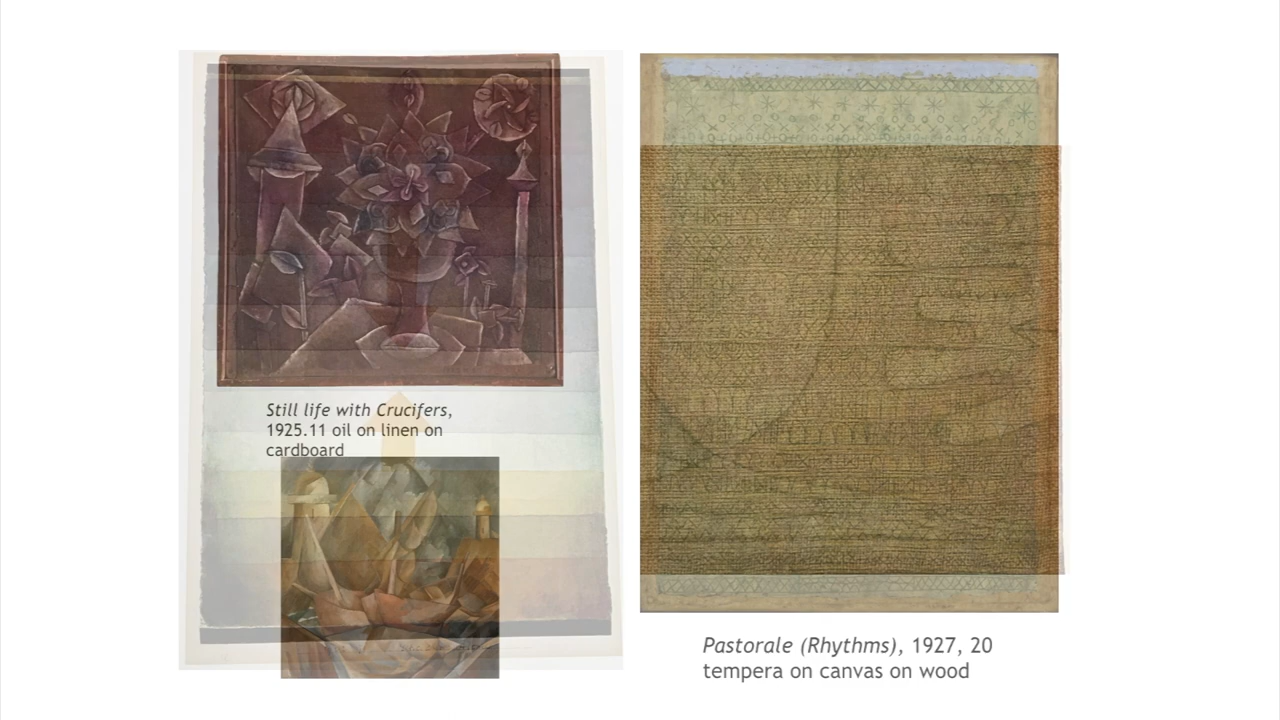 Still life with Crucifers,
1925.11 oil on linen on
cardboard
Pastorale (Rhythms), 1927, 20
tempera on canvas on wood